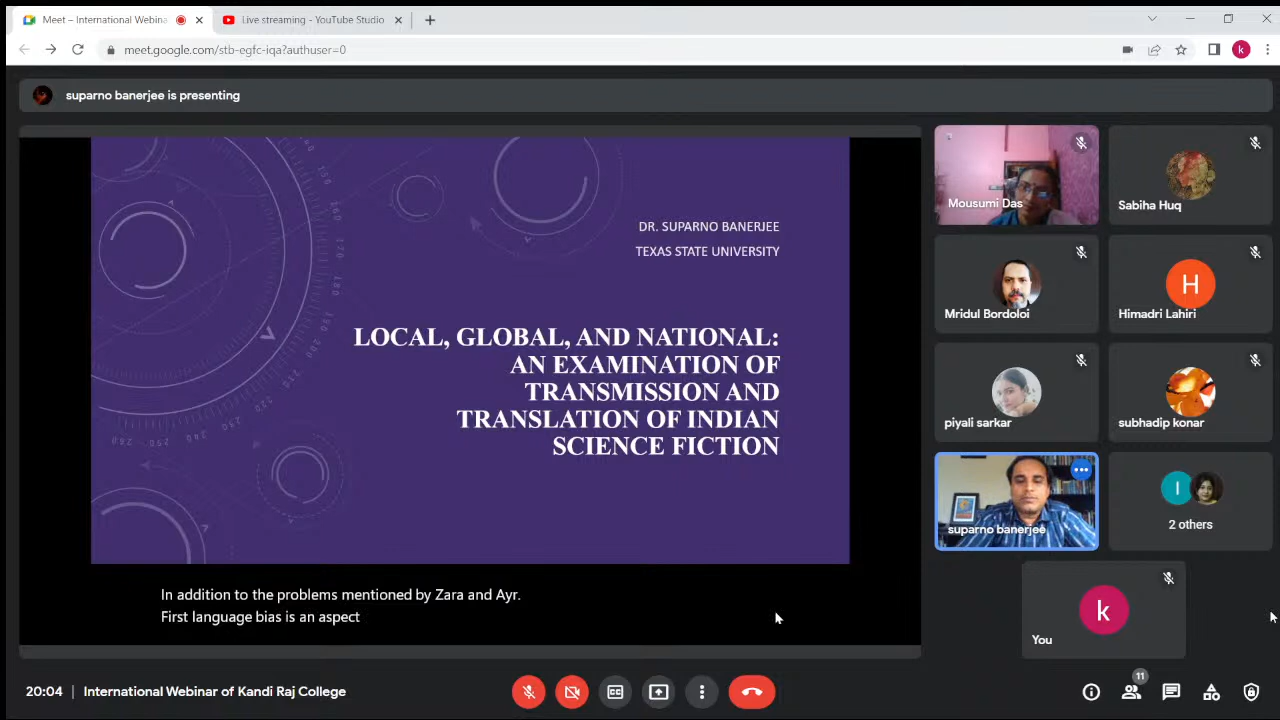 Meet – International Webina
Live streaming - YouTube Studio
meet.google.com/stb-egfc-iqa?authuser=0
k
suparno banerjee is presenting
DR. SUPARNO BANERJEE
TEXAS STATE UNIVERSITY
LOCAL, GLOBAL, AND NATIONAL:
AN EXAMINATION OF
TRANSMISSION AND
TRANSLATION OF INDIAN
SCIENCE FICTION
In addition to the problems mentioned by Zara and Ayr.
First language bias is an aspect
Mousumi Das
Sabiha Huq
Mridul Bordoloi
H
Himadri Lahiri
piyali sarkar
subhadip konar
suparno banerjee
I
2 others
k
You
20:04 | International Webinar of Kandi Raj College
11